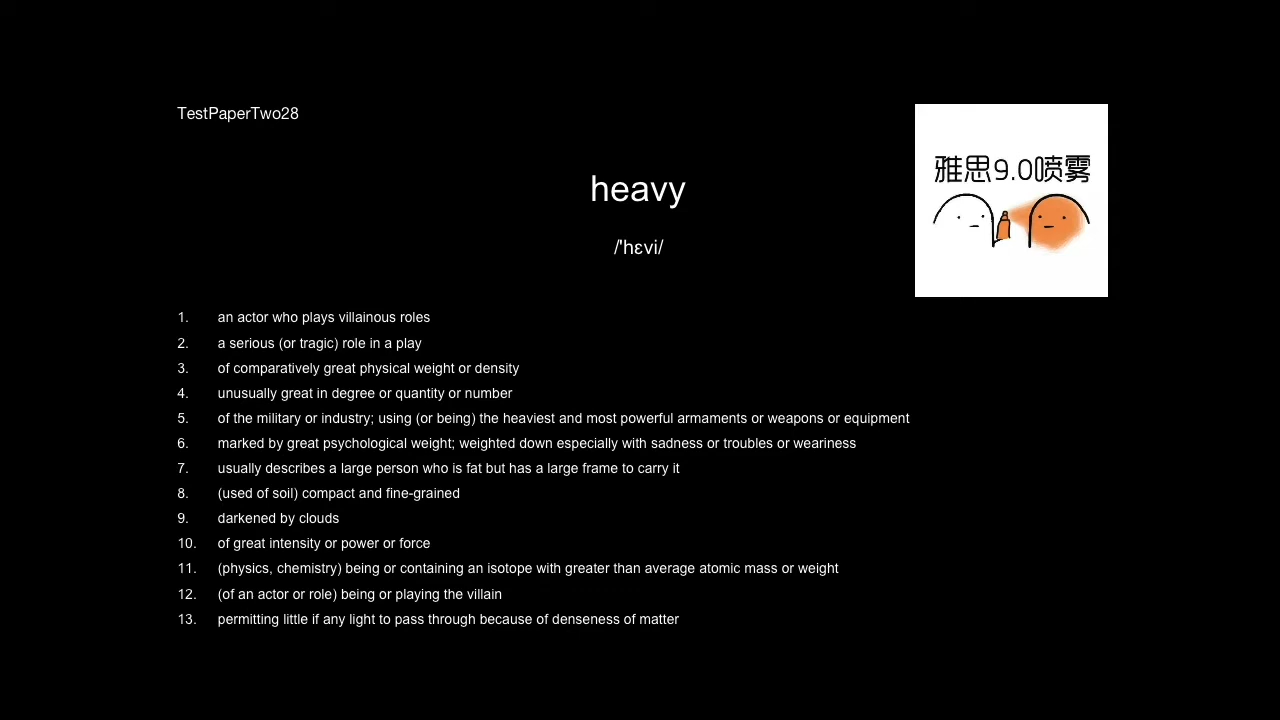 TestPaperTwo28
雅思9.0喷雾
heavy
/'hɛvi/
1. an actor who plays villainous roles
2. a serious (or tragic) role in a play
3. of comparatively great physical weight or density
4. unusually great in degree or quantity or number
5. of the military or industry; using (or being) the heaviest and most powerful armaments or weapons or equipment
6. marked by great psychological weight; weighted down especially with sadness or troubles or weariness
7. usually describes a large person who is fat but has a large frame to carry it
8. (used of soil) compact and fine-grained
9. darkened by clouds
10. of great intensity or power or force
11. (physics, chemistry) being or containing an isotope with greater than average atomic mass or weight
12. (of an actor or role) being or playing the villain
13. permitting little if any light to pass through because of denseness of matter